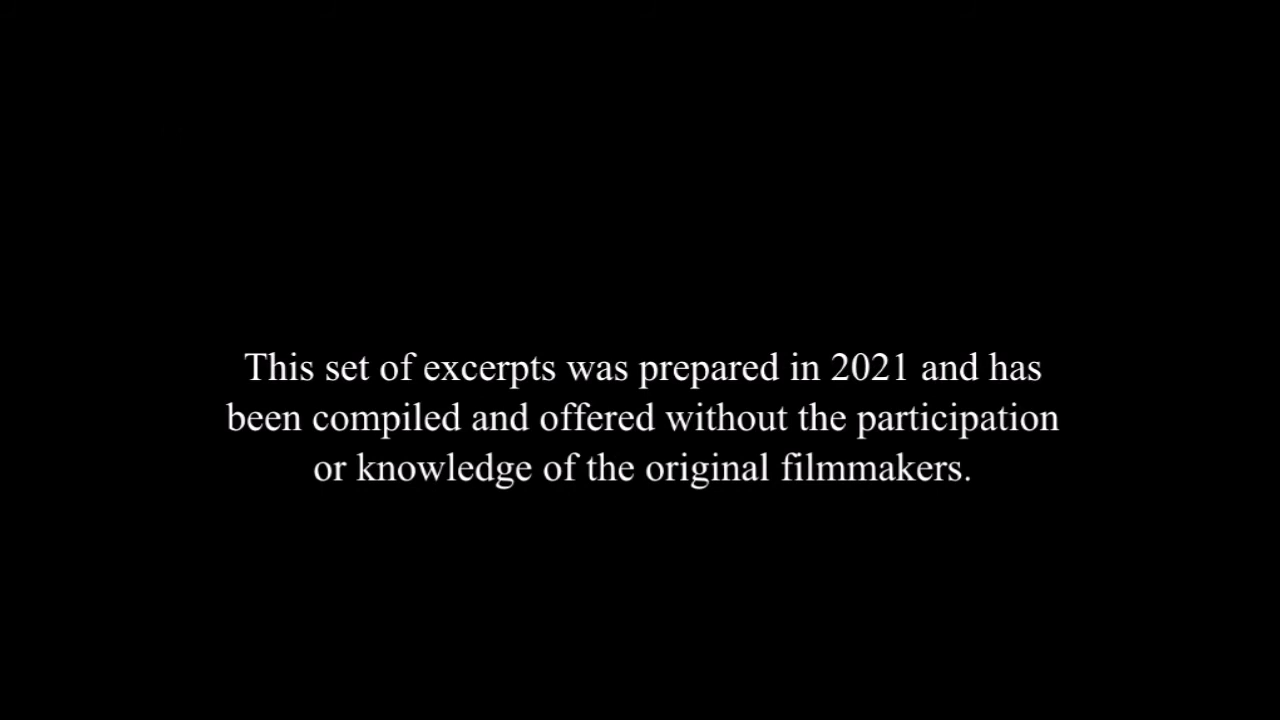 This set of excerpts was prepared in 2021 and has
been compiled and offered without the participation
or knowledge of the original filmmakers.